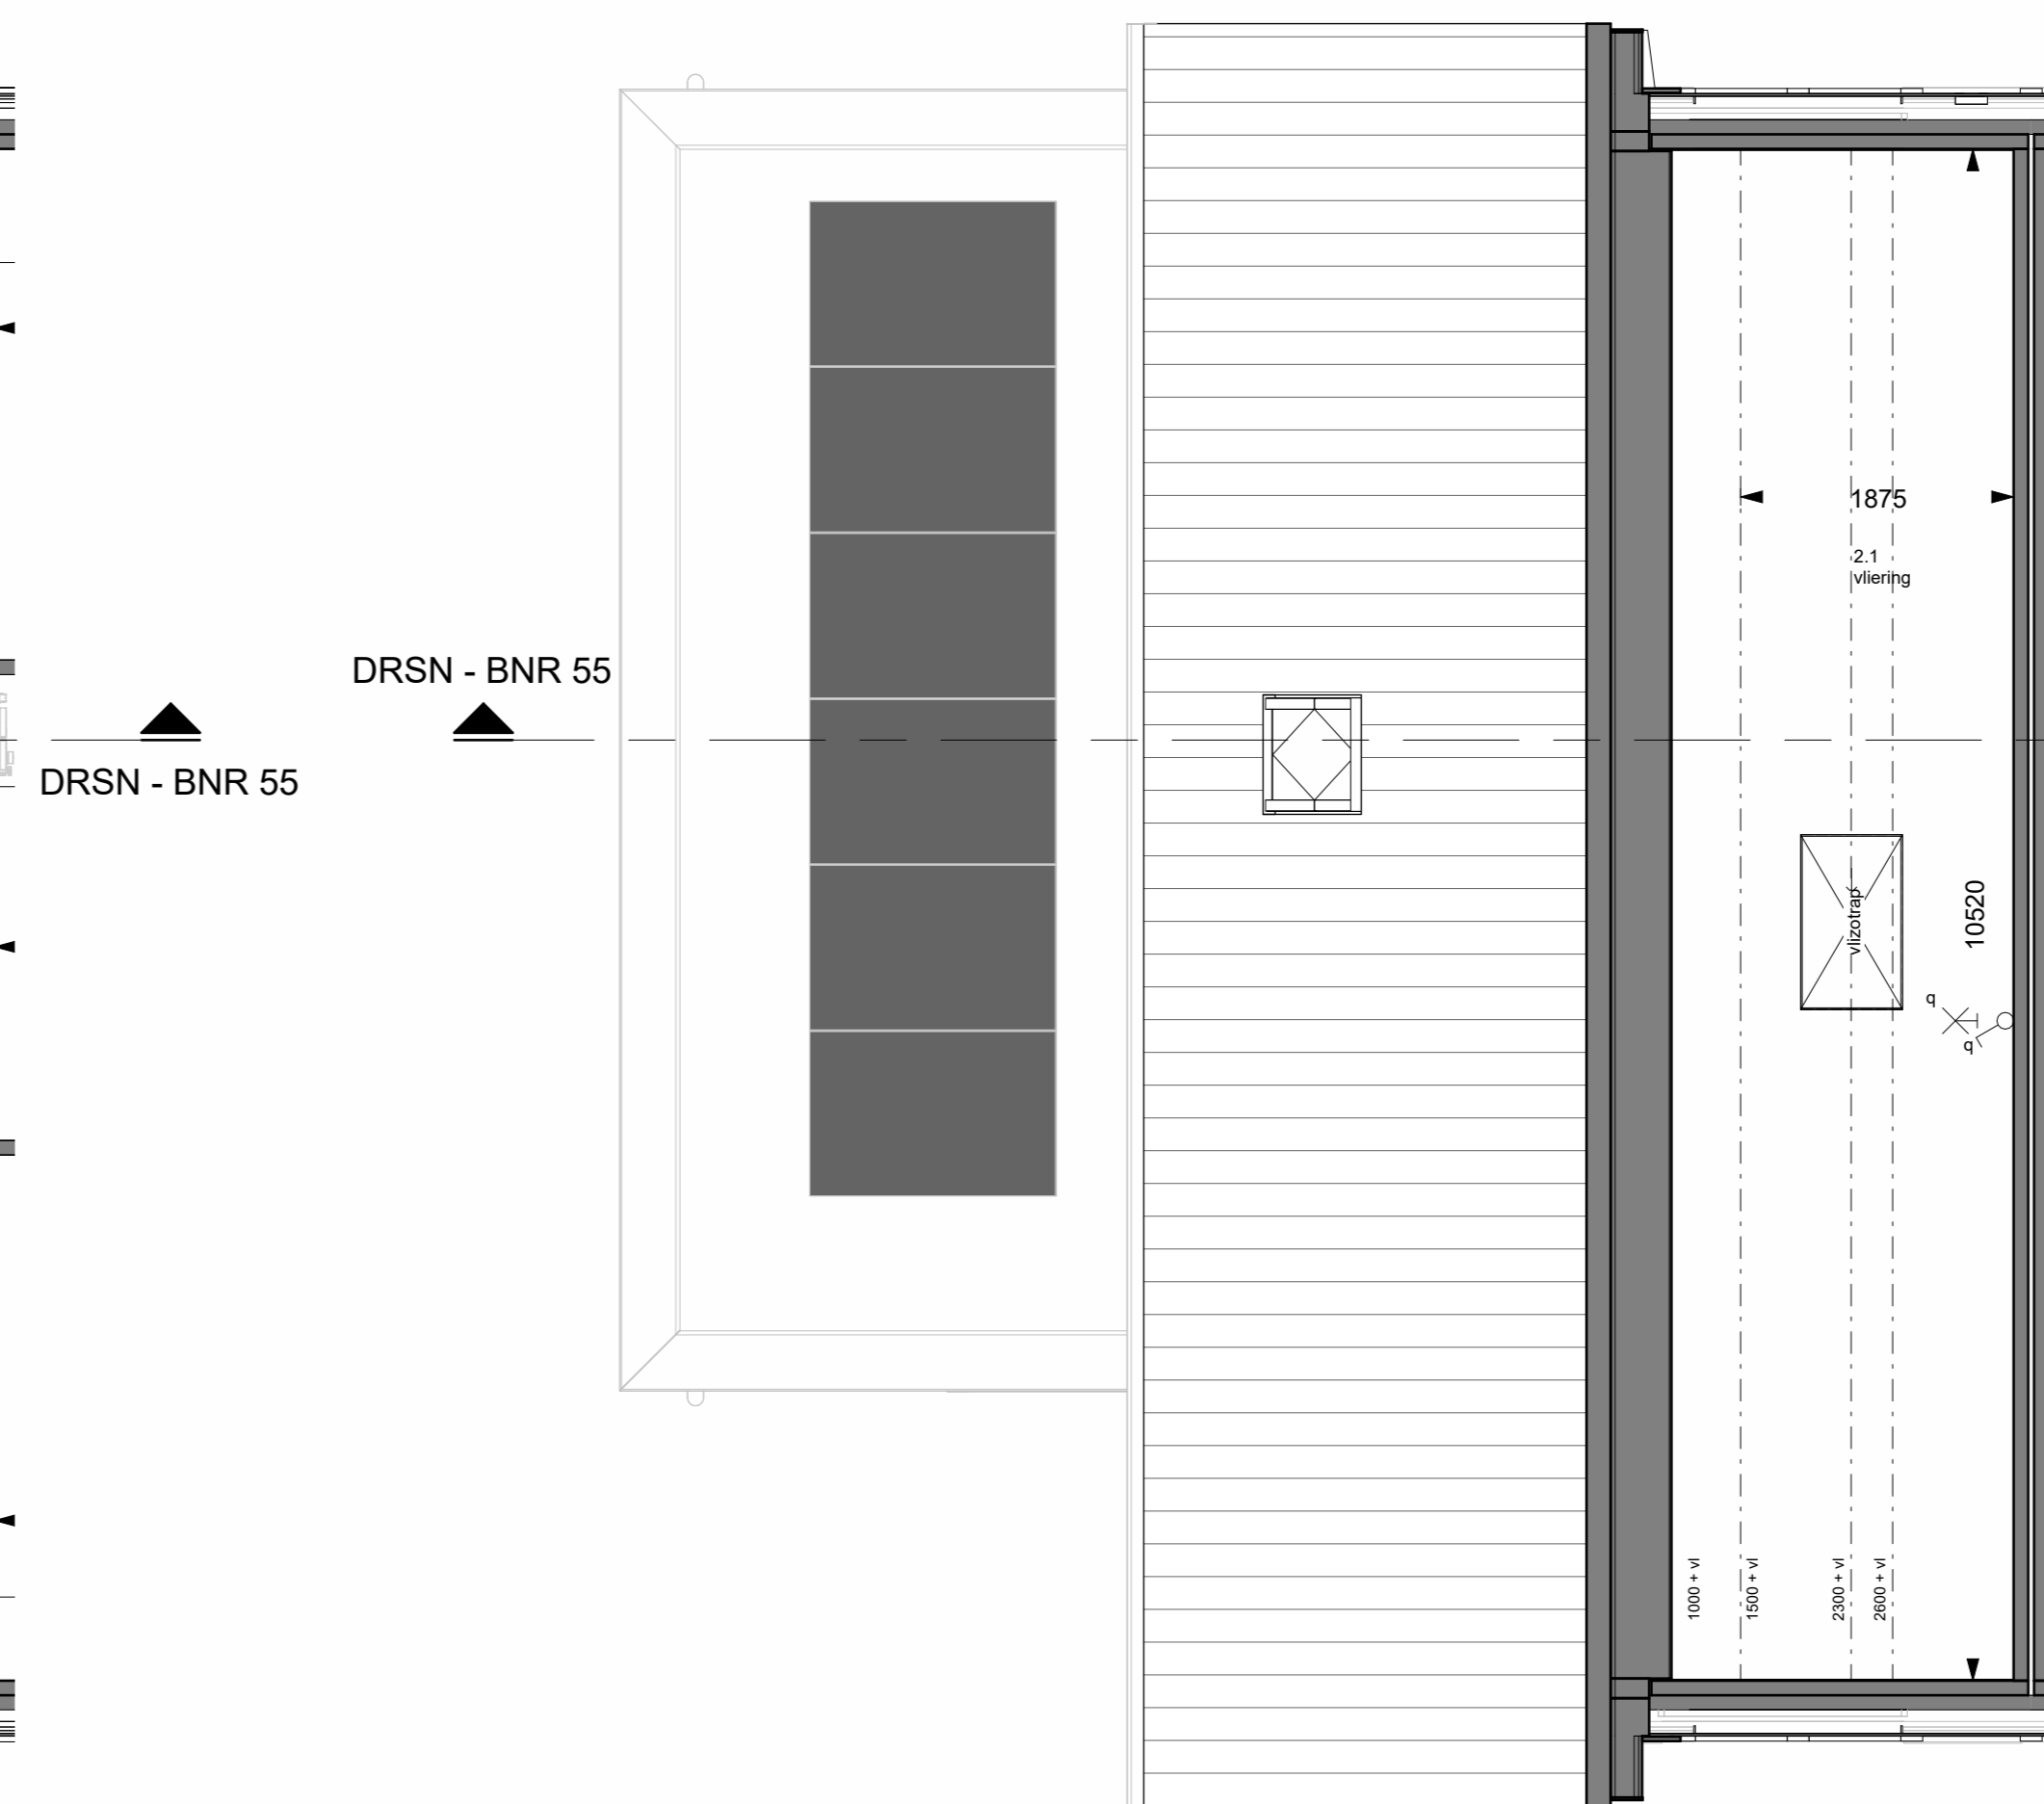 DRSN - BNR 55
DRSN - BNR 55
1875
2.1
vliering
vlizotrap
10520
q
q
1000 + vl
1500 + vl
2300 + vl
2600 + vl